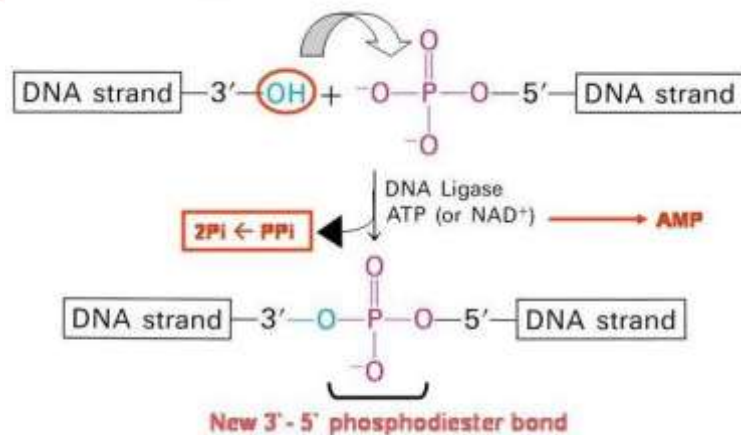 O
DNA strand —3′—OH + ⁻O—P—O—5′— DNA strand
⁻O
DNA Ligase
ATP (or NAD⁺) → AMP
2Pi ← PPi
O
DNA strand —3′—O—P—O—5′— DNA strand
⁻O
New 3`- 5` phosphodiester bond